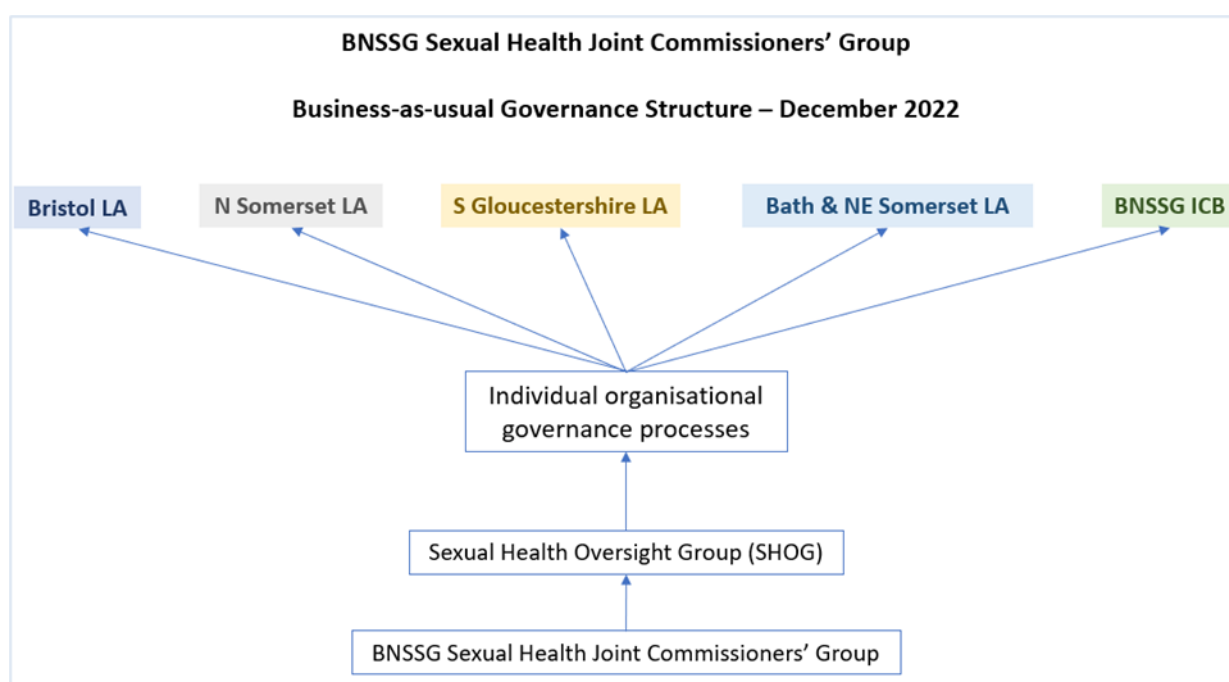 BNSSG Sexual Health Joint Commissioners’ Group
Business-as-usual Governance Structure – December 2022
Bristol LA
N Somerset LA
S Gloucestershire LA
Bath & NE Somerset LA
BNSSG ICB
Individual organisational
governance processes
Sexual Health Oversight Group (SHOG)
BNSSG Sexual Health Joint Commissioners’ Group